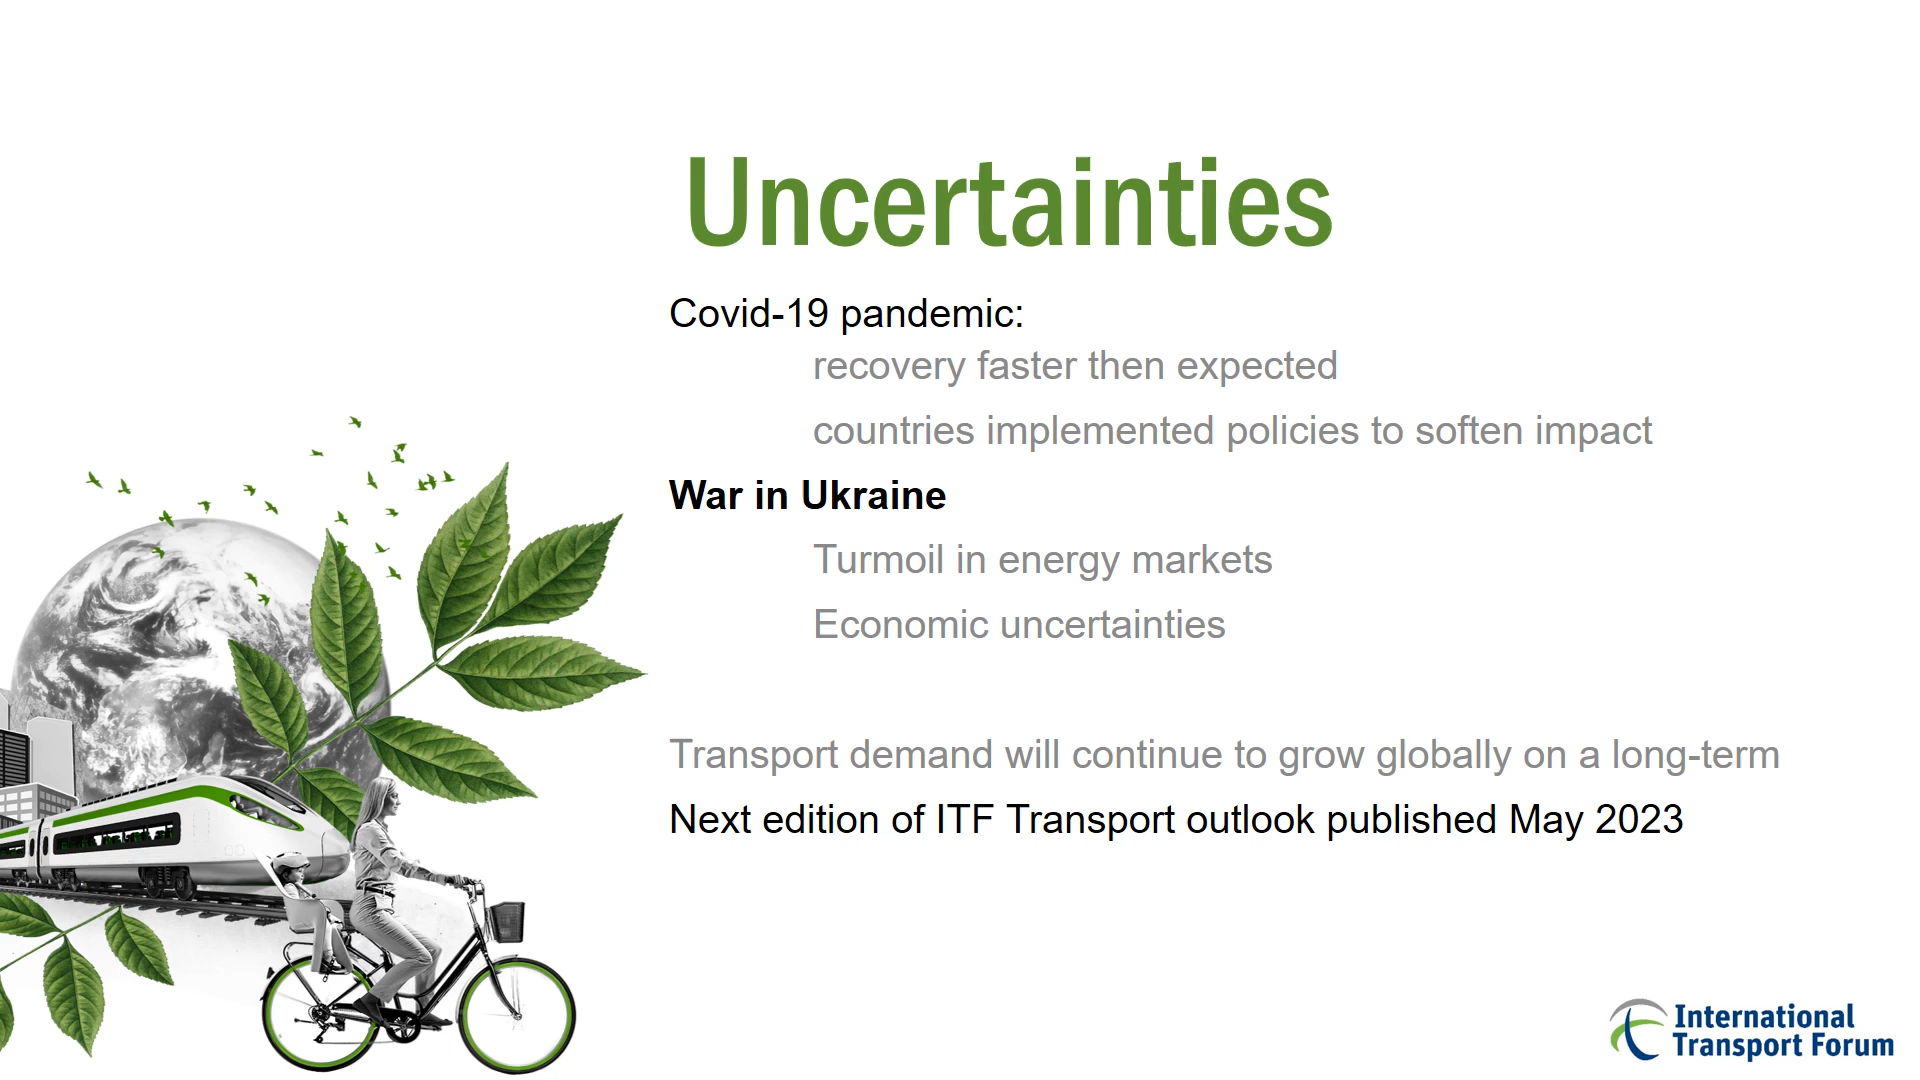 Uncertainties
Covid-19 pandemic:
recovery faster then expected
countries implemented policies to soften impact
War in Ukraine
Turmoil in energy markets
Economic uncertainties
Transport demand will continue to grow globally on a long-term
Next edition of ITF Transport outlook published May 2023
International
Transport Forum